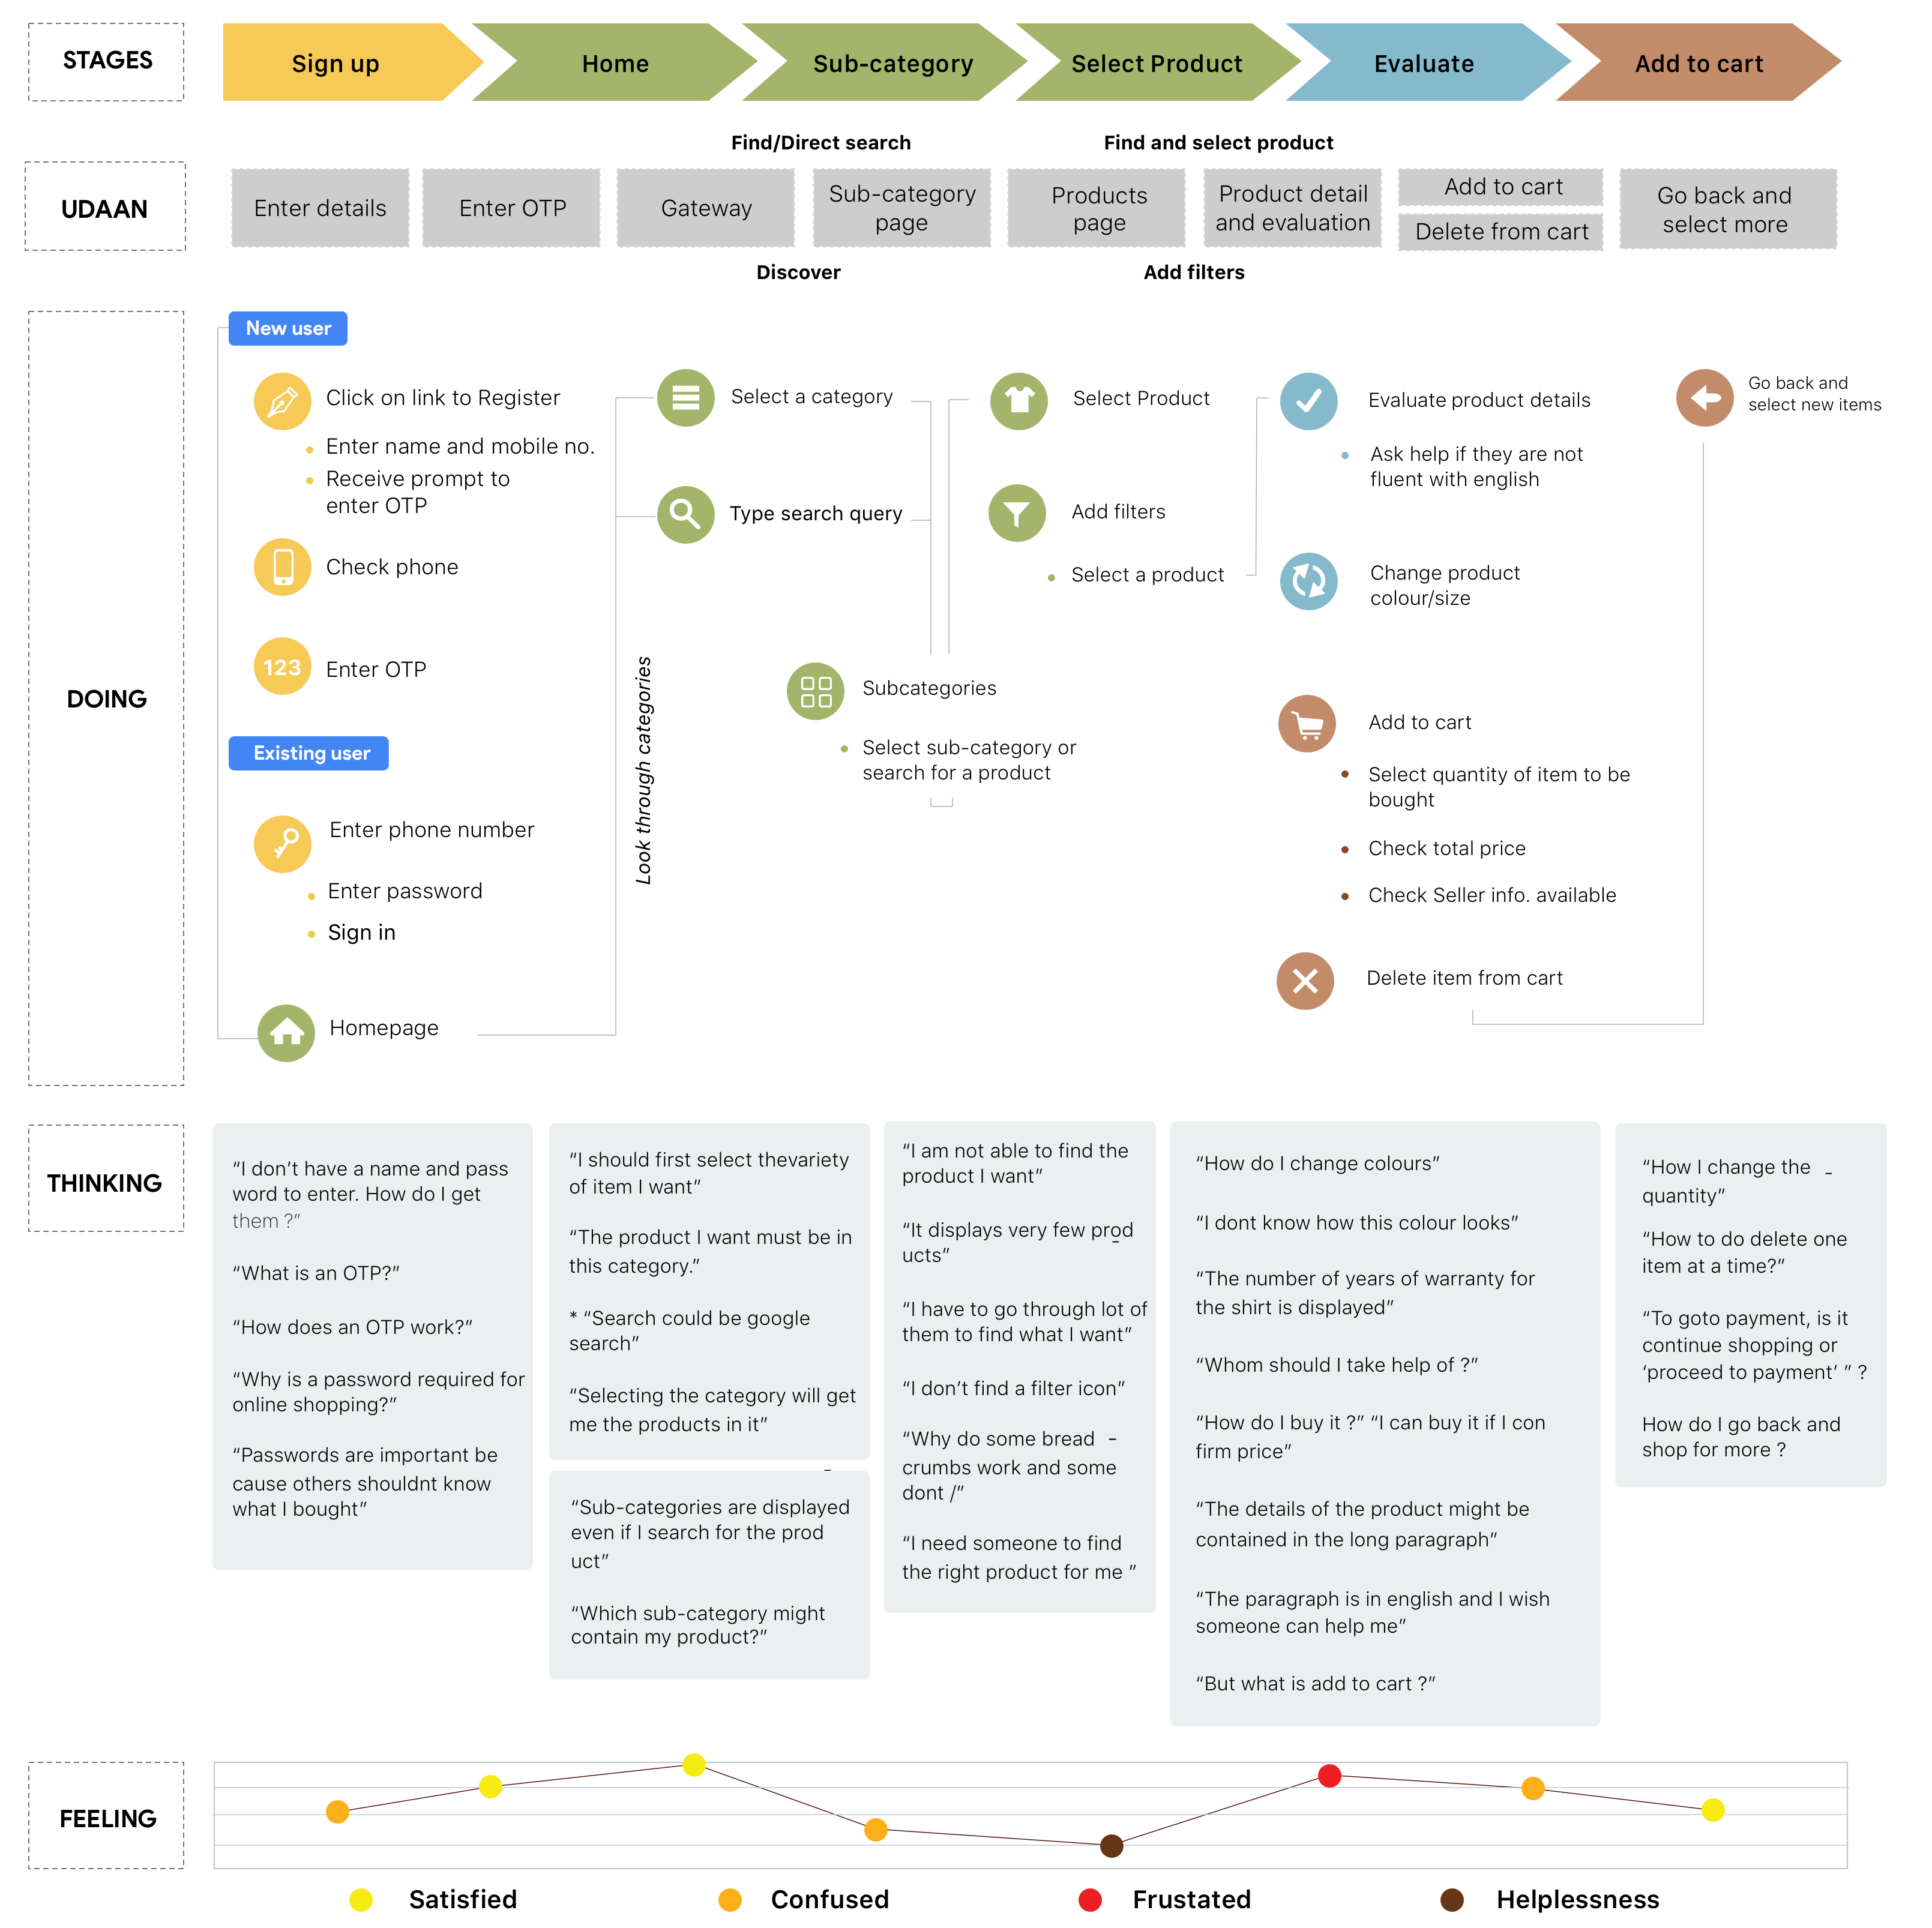 STAGES
Sign up
Home
Sub-category
Select Product
Evaluate
Add to cart
Find/Direct search
Find and select product
UDAAN
Enter details
Enter OTP
Gateway
Sub-category
page
Products
page
Product detail
and evaluation
Add to cart
Delete from cart
Go back and
select more
Discover
Add filters
DOING
New user
Click on link to Register
Enter name and mobile no.
Receive prompt to
enter OTP
Check phone
123
Enter OTP
Existing user
Enter phone number
Enter password
Sign in
Homepage
Look through categories
Select a category
Type search query
Subcategories
Select sub-category or
search for a product
Select Product
Add filters
Select a product
Evaluate product details
Ask help if they are not
fluent with english
Change product
colour/size
Add to cart
Select quantity of item to be
bought
Check total price
Check Seller info. available
Delete item from cart
Go back and
select new items
THINKING
“I don’t have a name and pass
word to enter. How do I get
them ?”
“What is an OTP?”
“How does an OTP work?”
“Why is a password required for
online shopping?”
“Passwords are important be
cause others shouldnt know
what I bought”
“I should first select thevariety
of item I want”
“The product I want must be in
this category.”
* “Search could be google
search”
“Selecting the category will get
me the products in it”
-
“Sub-categories are displayed
even if I search for the prod
uct”
“Which sub-category might
contain my product?”
“I am not able to find the
product I want”
“It displays very few prod
-
ucts”
“I have to go through lot of
them to find what I want”
“I don’t find a filter icon”
“Why do some bread -
crumbs work and some
dont /”
“I need someone to find
the right product for me ”
“How do I change colours”
“I dont know how this colour looks”
“The number of years of warranty for
the shirt is displayed”
“Whom should I take help of ?”
“How do I buy it ?” “I can buy it if I con
firm price”
“The details of the product might be
contained in the long paragraph”
“The paragraph is in english and I wish
someone can help me”
“But what is add to cart ?”
“How I change the -
quantity”
“How to do delete one
item at a time?”
“To goto payment, is it
continue shopping or
‘proceed to payment’ ” ?
How do I go back and
shop for more ?
FEELING
Satisfied
Confused
Frustated
Helplessness